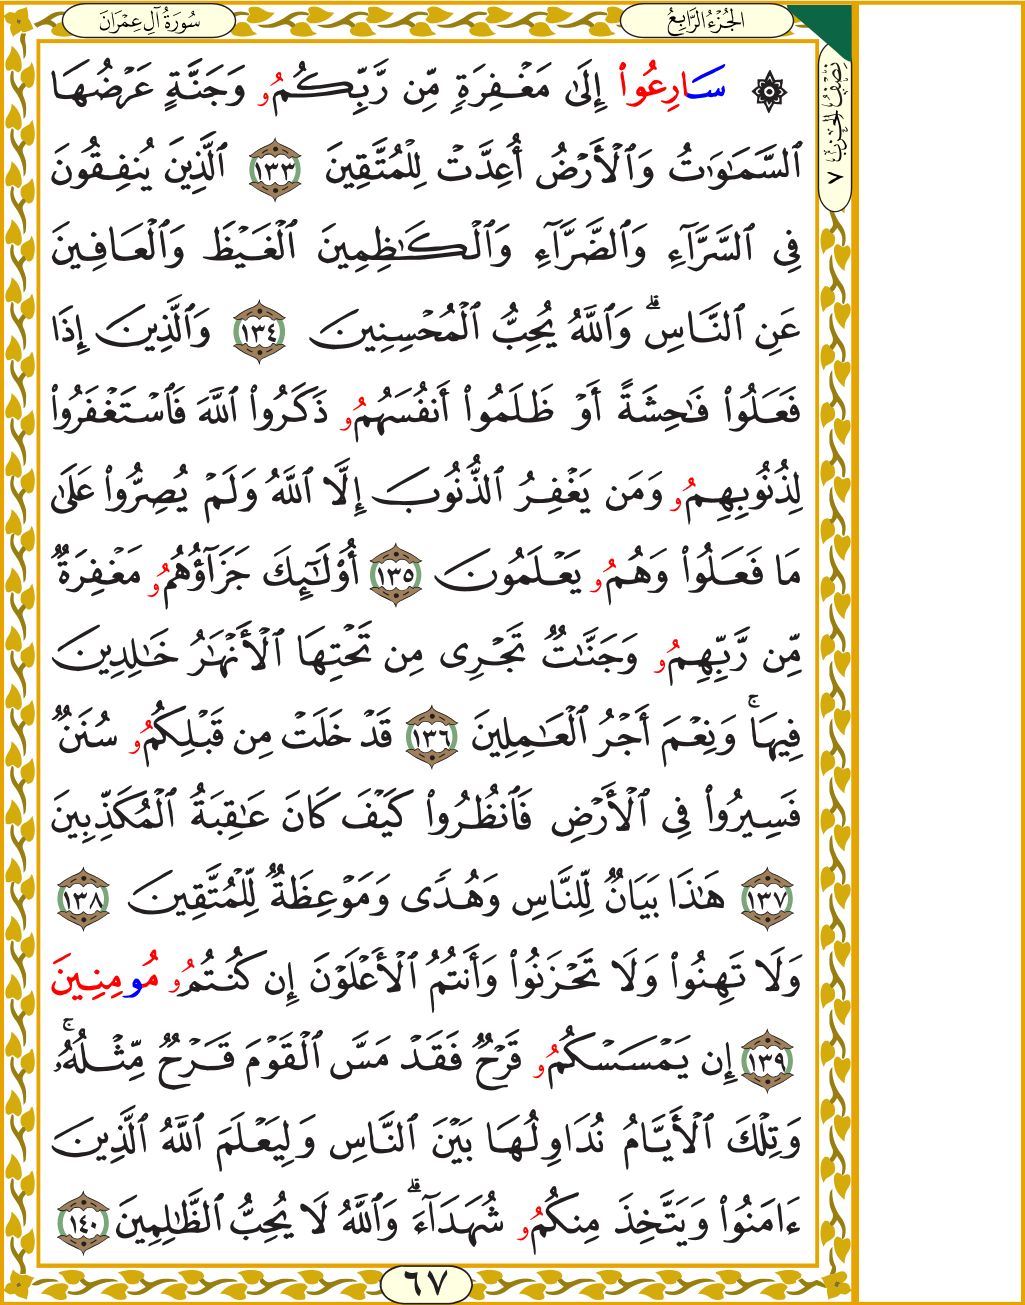 سُورَةُ آلِ عِمْرَان
الجُزْءُ الرَّابِعُ
نِصْفُ الحِزْبِ ٧
۞ سَارِعُوا۟ إِلَىٰ مَغْفِرَةٍ مِّن رَّبِّكُمُۥ وَجَنَّةٍ عَرْضُهَا
ٱلسَّمَٰوَٰتُ وَٱلْأَرْضُ أُعِدَّتْ لِلْمُتَّقِينَ ١٣٣ ٱلَّذِينَ يُنفِقُونَ
فِى ٱلسَّرَّآءِ وَٱلضَّرَّآءِ وَٱلْكَٰظِمِينَ ٱلْغَيْظَ وَٱلْعَافِينَ
عَنِ ٱلنَّاسِ ۗ وَٱللَّهُ يُحِبُّ ٱلْمُحْسِنِينَ ١٣٤ وَٱلَّذِينَ إِذَا
فَعَلُوا۟ فَٰحِشَةً أَوْ ظَلَمُوا۟ أَنفُسَهُمُۥ ذَكَرُوا۟ ٱللَّهَ فَٱسْتَغْفَرُوا۟
لِذُنُوبِهِمُۥ وَمَن يَغْفِرُ ٱلذُّنُوبَ إِلَّا ٱللَّهُ وَلَمْ يُصِرُّوا۟ عَلَىٰ
مَا فَعَلُوا۟ وَهُمُۥ يَعْلَمُونَ ١٣٥ أُو۟لَٰٓئِكَ جَزَآؤُهُمُۥ مَغْفِرَةٌ
مِّن رَّبِّهِمُۥ وَجَنَّٰتٌ تَجْرِى مِن تَحْتِهَا ٱلْأَنْهَٰرُ خَٰلِدِينَ
فِيهَا ۚ وَنِعْمَ أَجْرُ ٱلْعَٰمِلِينَ ١٣٦ قَدْ خَلَتْ مِن قَبْلِكُمُۥ سُنَنٌ
فَسِيرُوا۟ فِى ٱلْأَرْضِ فَٱنظُرُوا۟ كَيْفَ كَانَ عَٰقِبَةُ ٱلْمُكَذِّبِينَ
١٣٧ هَٰذَا بَيَانٌ لِّلنَّاسِ وَهُدًى وَمَوْعِظَةٌ لِّلْمُتَّقِينَ ١٣٨
وَلَا تَهِنُوا۟ وَلَا تَحْزَنُوا۟ وَأَنتُمُ ٱلْأَعْلَوْنَ إِن كُنتُمُۥ مُومِنِينَ
١٣٩ إِن يَمْسَسْكُمُۥ قَرْحٌ فَقَدْ مَسَّ ٱلْقَوْمَ قَرْحٌ مِّثْلُهُۥ ۚ
وَتِلْكَ ٱلْأَيَّامُ نُدَاوِلُهَا بَيْنَ ٱلنَّاسِ وَلِيَعْلَمَ ٱللَّهُ ٱلَّذِينَ
ءَامَنُوا۟ وَيَتَّخِذَ مِنكُمُۥ شُهَدَآءَ ۗ وَٱللَّهُ لَا يُحِبُّ ٱلظَّٰلِمِينَ ١٤٠
٦٧